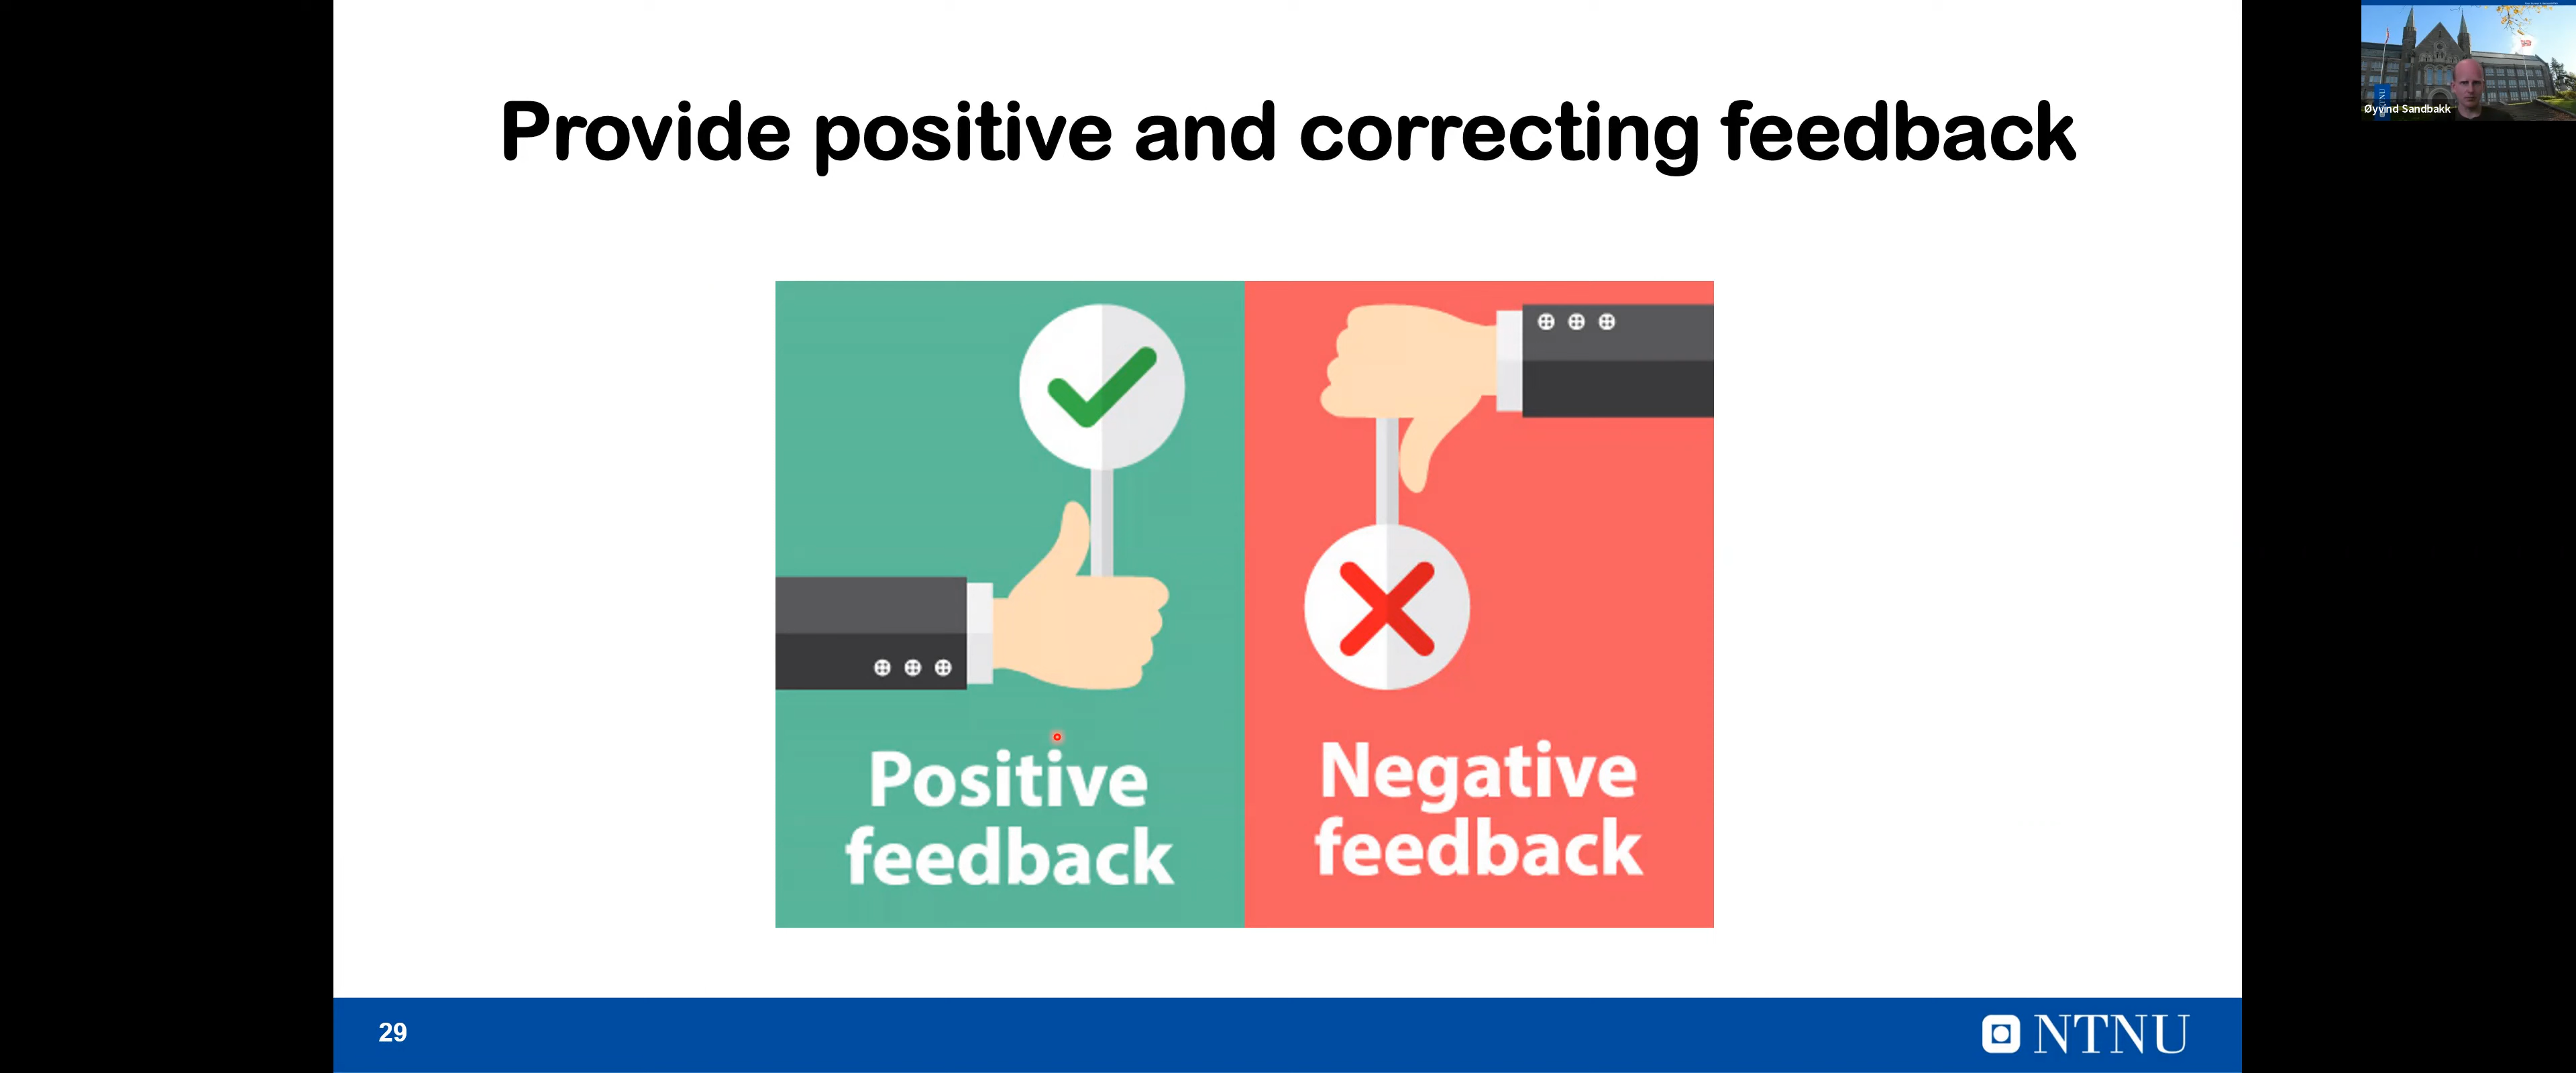 Provide positive and correcting feedback
Øyvind Sandbakk
Positive
feedback
Negative
feedback
29
NTNU